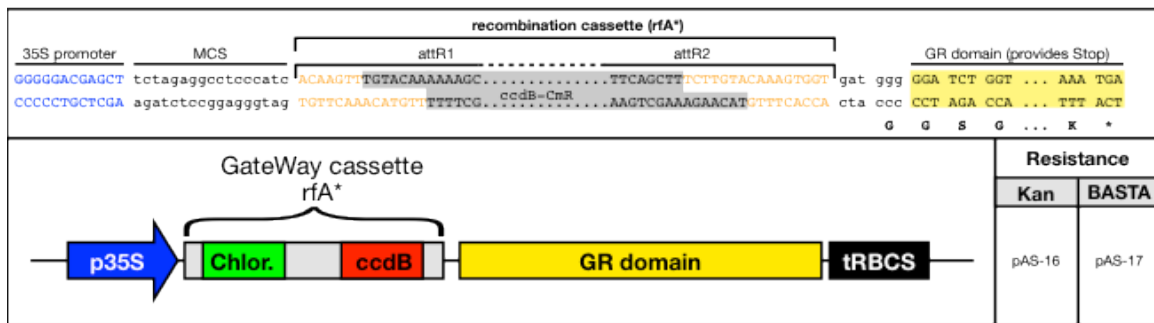 recombination cassette (rfA*)
35S promoter MCS attR1 attR2 GR domain (provides Stop)
GGGGGACGAGCT tctagaggcctcccatc ACAAGTTTGTACAAAAAAGC..............TTCAGCTTTCTTGTACAAAGTGGT gat ggg GGA TCT GGT ... AAA TGA
ccdB-CmR
CCCCCTGCTCGA agatctccggagggtag TGTTCAAACATGTTTTTTCG..............AAGTCGAAAGAACATGTTTCACCA cta ccc CCT AGA CCA ... TTT ACT
G G S G ... K *
GateWay cassette
rfA*
p35S Chlor. ccdB GR domain tRBCS
Resistance
Kan BASTA
pAS-16 pAS-17